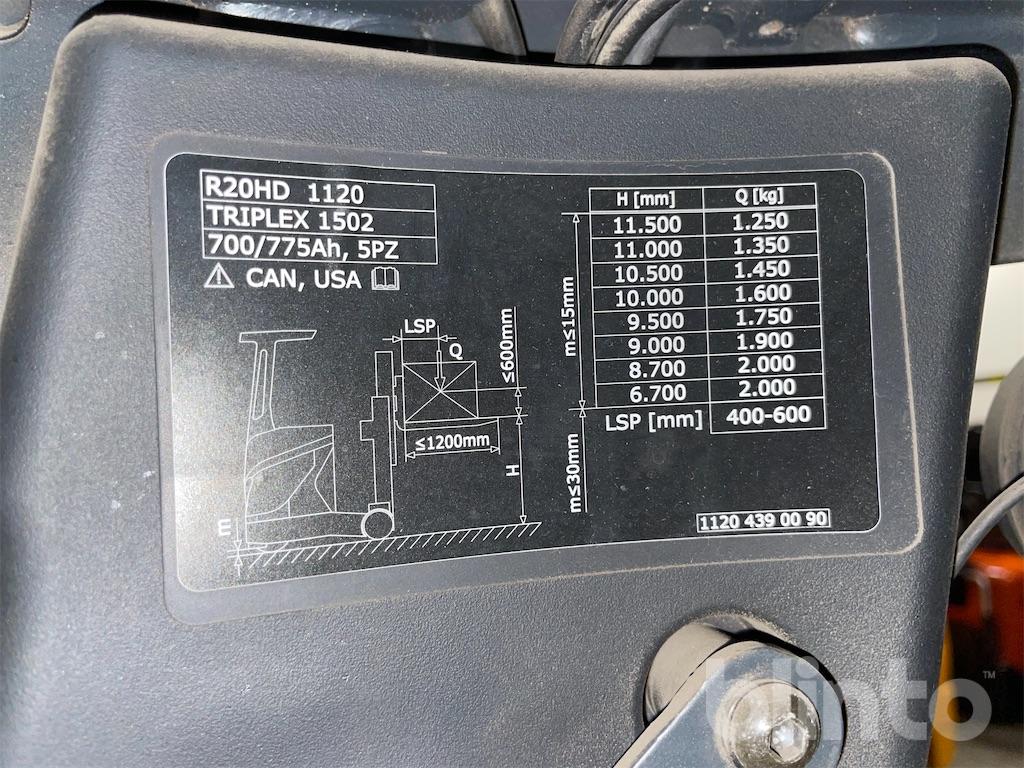 R20HD 1120
TRIPLEX 1502
700/775Ah, 5PZ
CAN, USA
LSP
Q
≤600mm
≤1200mm
H
E
m≤15mm
m≤30mm
H [mm] Q [kg]
11.500 1.250
11.000 1.350
10.500 1.450
10.000 1.600
9.500 1.750
9.000 1.900
8.700 2.000
6.700 2.000
LSP [mm] 400-600
1120 439 00 90
blinto™